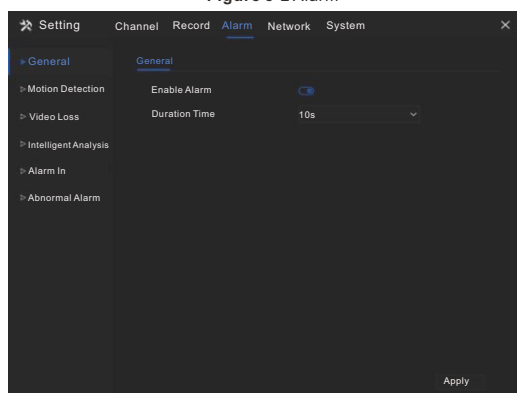 Setting Channel Record Alarm Network System
General
Motion Detection
Video Loss
Intelligent Analysis
Alarm In
Abnormal Alarm
General
Enable Alarm
Duration Time 10s
Apply